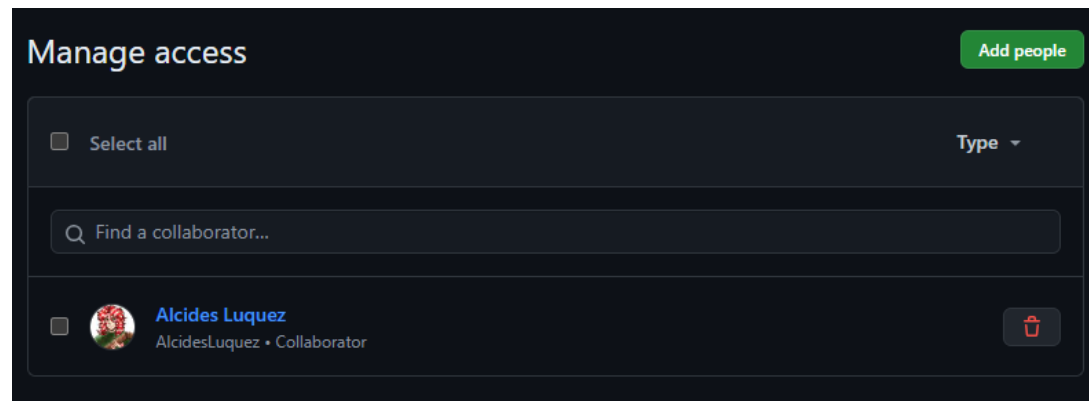 Manage access
Add people
Select all
Type
Find a collaborator...
Alcides Luquez
AlcidesLuquez • Collaborator